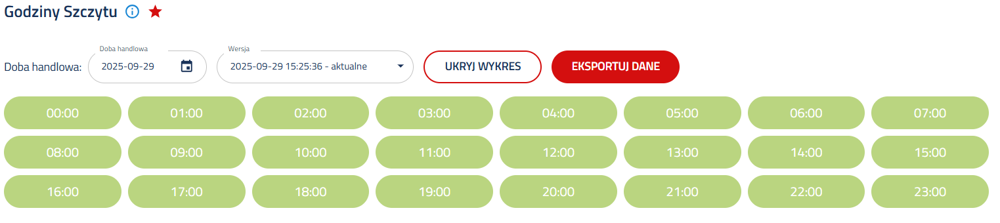 Godziny Szczytu
Doba handlowa: Doba handlowa 2025-09-29 Wersja 2025-09-29 15:25:36 - aktualne UKRYJ WYKRES EKSPORTUJ DANE
00:00 01:00 02:00 03:00 04:00 05:00 06:00 07:00
08:00 09:00 10:00 11:00 12:00 13:00 14:00 15:00
16:00 17:00 18:00 19:00 20:00 21:00 22:00 23:00